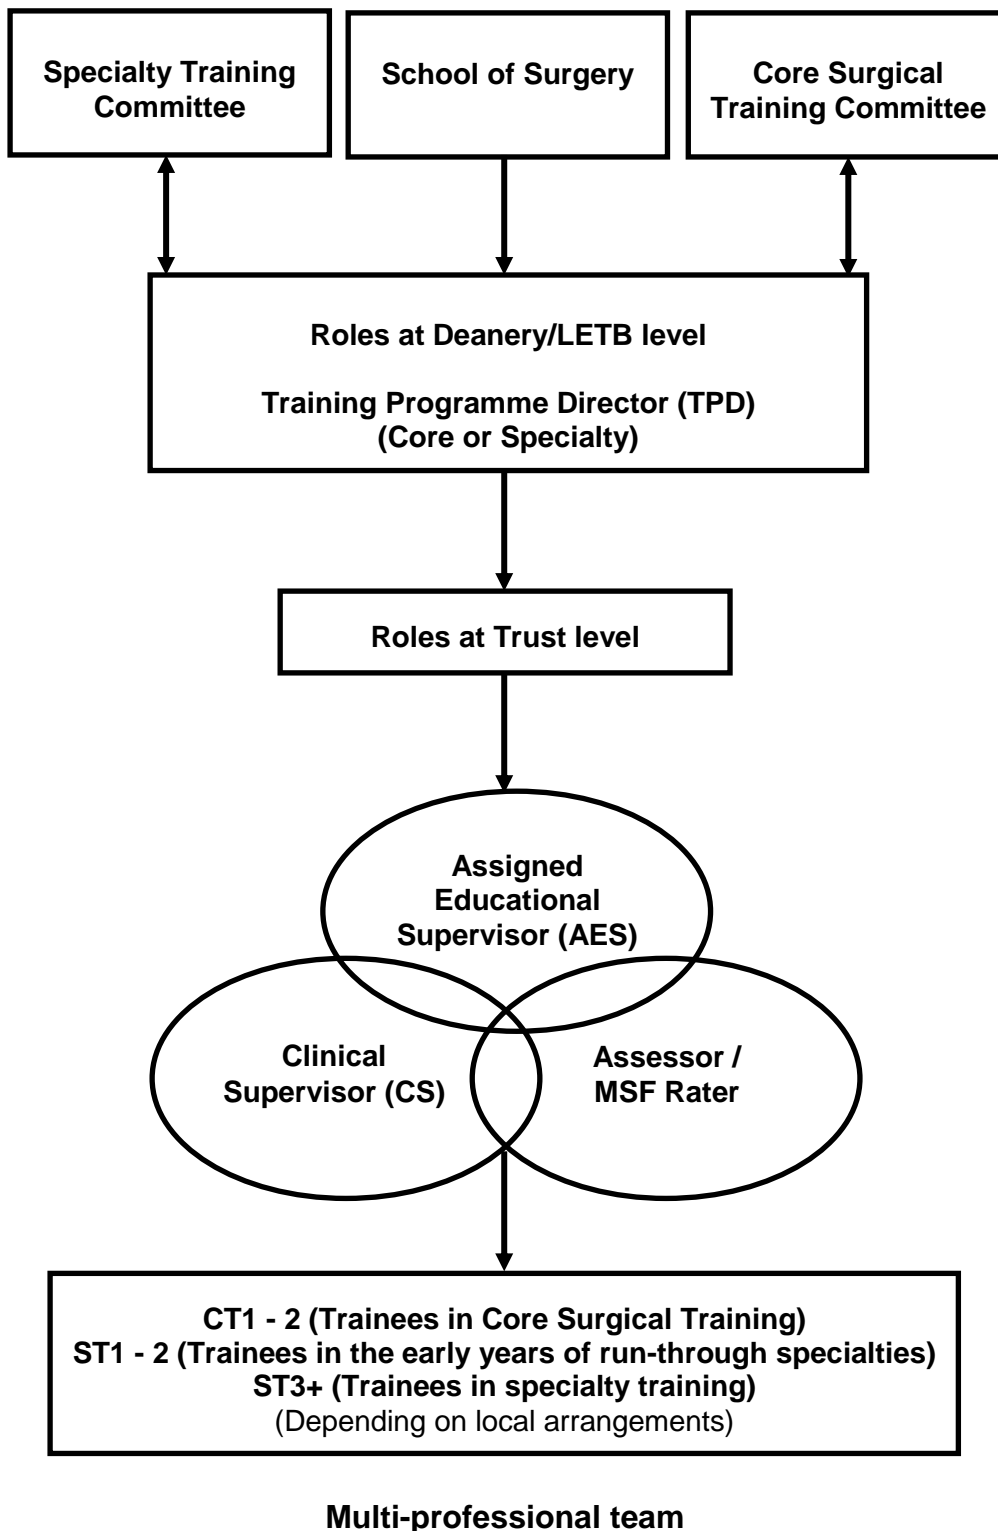 Specialty Training
Committee
School of Surgery
Core Surgical
Training Committee
Roles at Deanery/LETB level
Training Programme Director (TPD)
(Core or Specialty)
Roles at Trust level
Assigned
Educational
Supervisor (AES)
Clinical
Supervisor (CS)
Assessor /
MSF Rater
CT1 - 2 (Trainees in Core Surgical Training)
ST1 - 2 (Trainees in the early years of run-through specialties)
ST3+ (Trainees in specialty training)
(Depending on local arrangements)
Multi-professional team